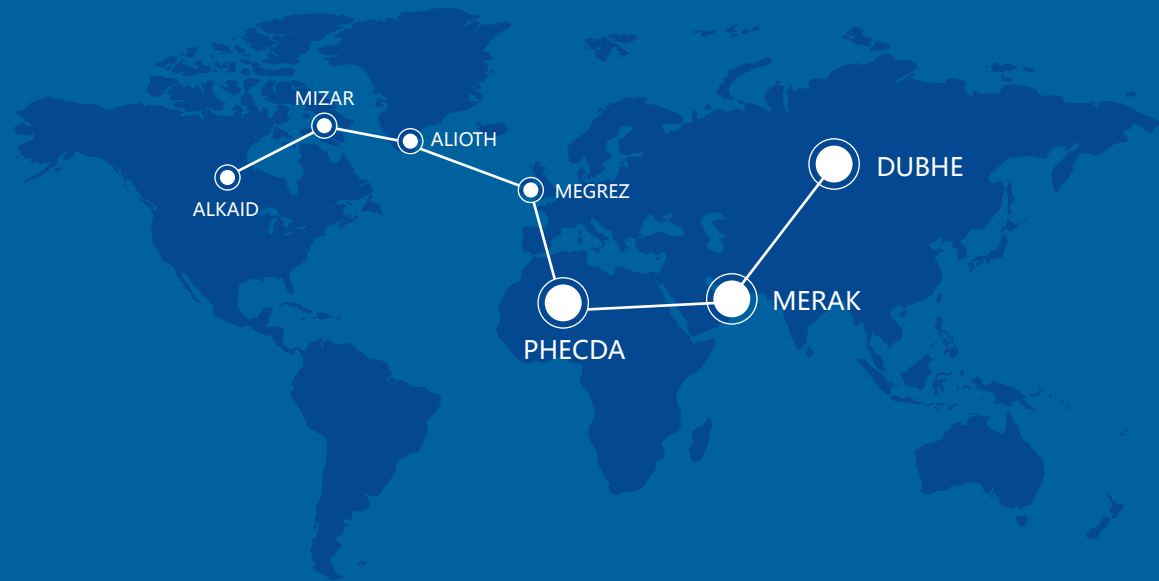 MIZAR
ALIOTH
ALKAID
MEGREZ
DUBHE
MERAK
PHECDA